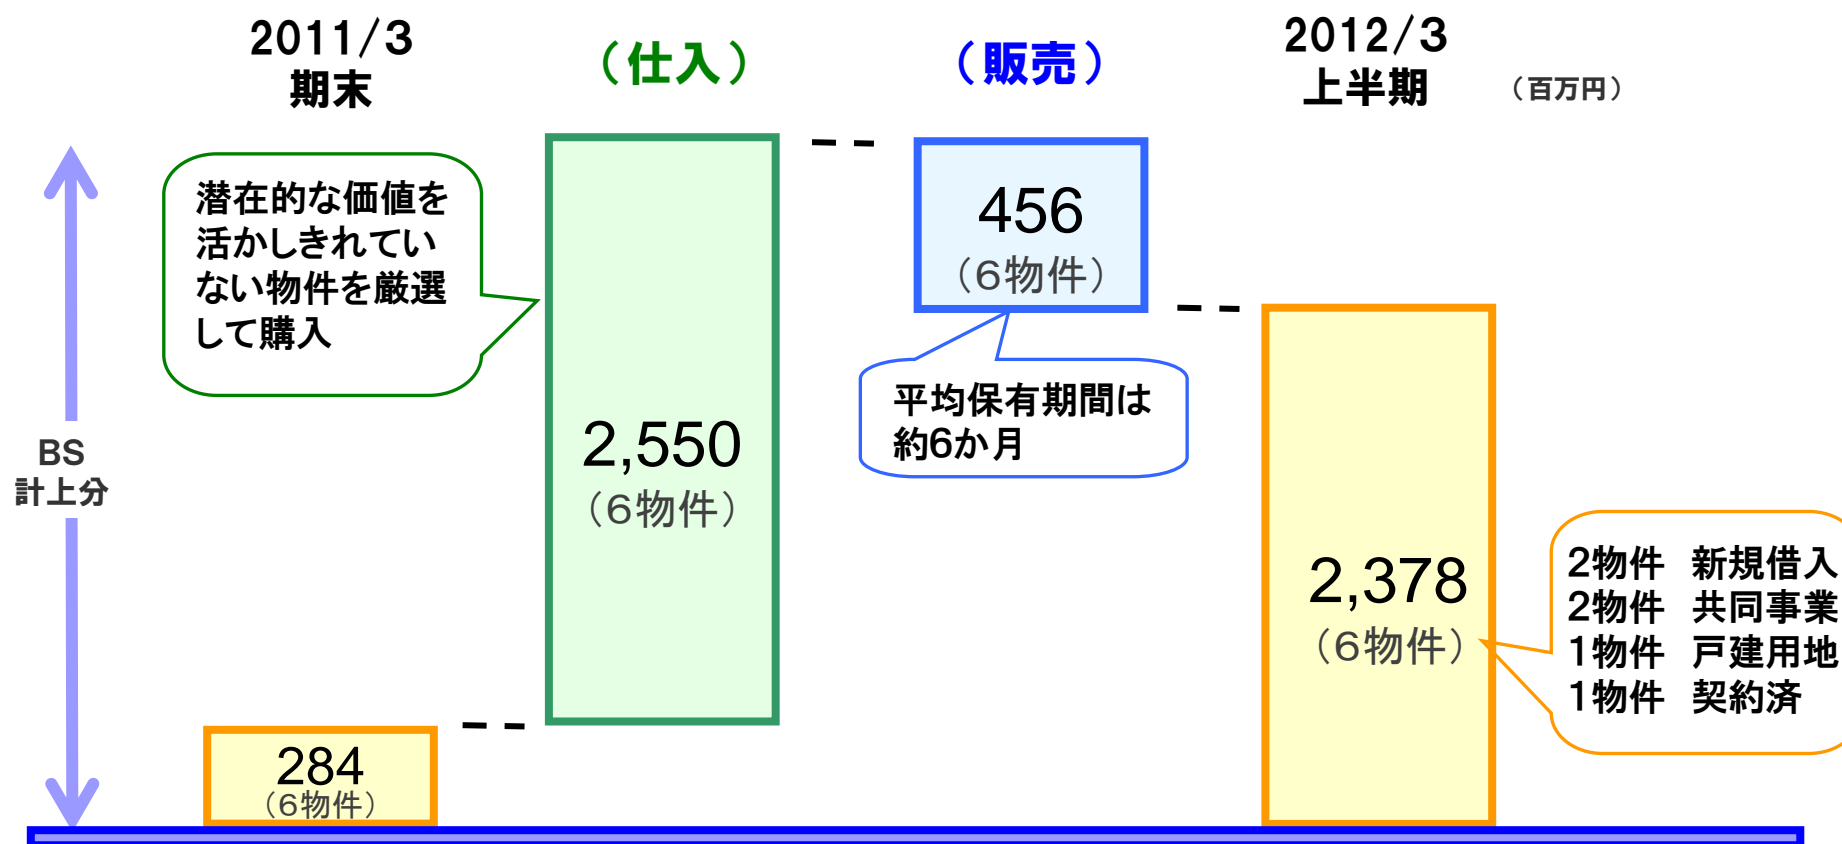 2011/3
期末
（仕入）
（販売）
2012/3
上半期
（百万円）
潜在的な価値を
活かしきれてい
ない物件を厳選
して購入
456
（6物件）
平均保有期間は
約6か月
BS
計上分
2,550
（6物件）
2,378
（6物件）
2物件　新規借入
2物件　共同事業
1物件　戸建用地
1物件　契約済
284
（6物件）